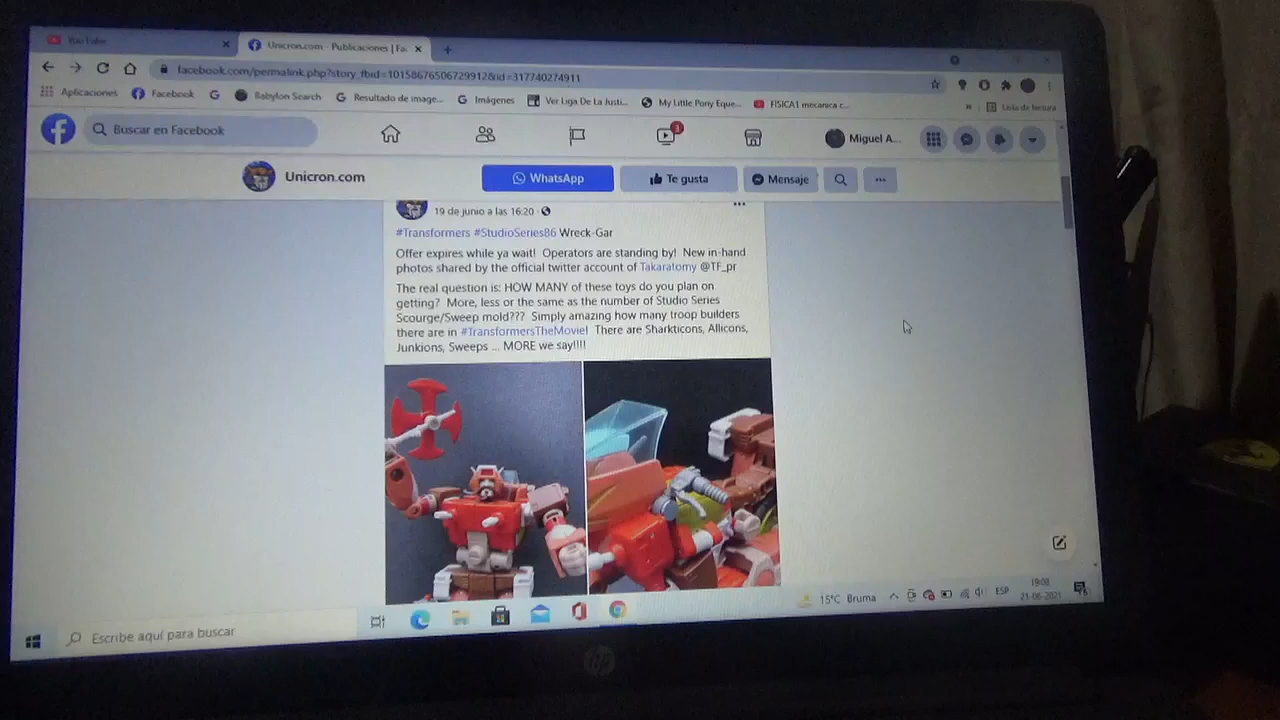 YouTube
Unicron.com - Publicaciones | Fa
facebook.com/permalink.php?story_fbid=10158676506729912&id=317740274911
Aplicaciones
Facebook
Babylon Search
Resultado de image...
Imágenes
Ver Liga De La Justi...
My Little Pony Eque...
FISICA1 mecanica c...
Lista de lectura
Buscar en Facebook
3
Miguel A...
Unicron.com
WhatsApp
Te gusta
Mensaje
19 de junio a las 16:20
#Transformers #StudioSeries86 Wreck-Gar
Offer expires while ya wait! Operators are standing by! New in-hand
photos shared by the official twitter account of Takaratomy @TF_pr
The real question is: HOW MANY of these toys do you plan on
getting? More, less or the same as the number of Studio Series
Scourge/Sweep mold??? Simply amazing how many troop builders
there are in #TransformersTheMovie! There are Sharkticons, Allicons,
Junkions, Sweeps ... MORE we say!!!!
Escribe aquí para buscar
15°C Bruma
ESP
19:08
21-06-2021
hp